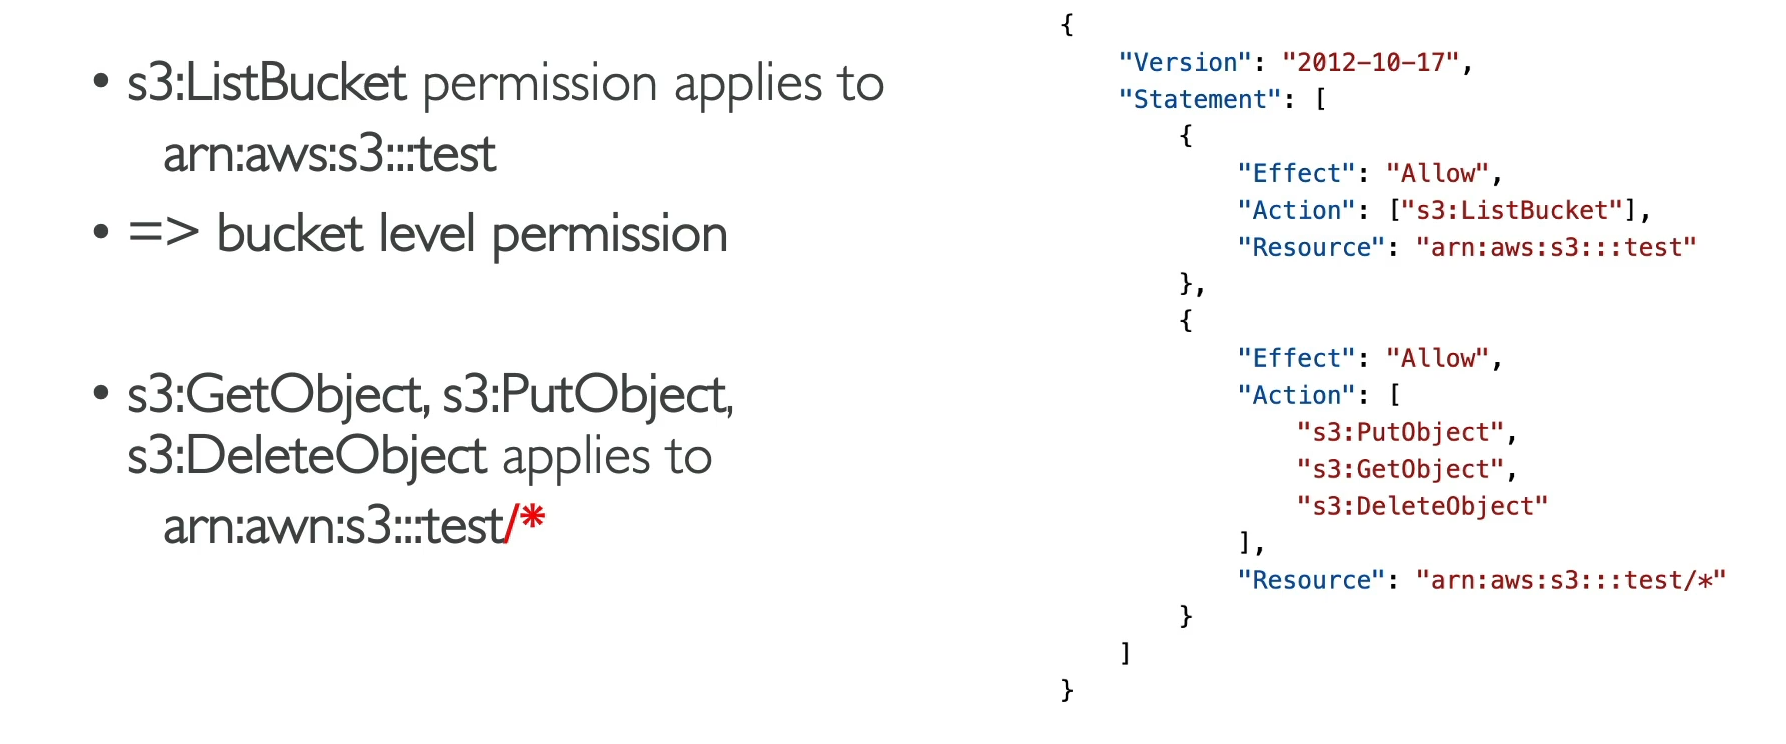 • s3:ListBucket permission applies to
arn:aws:s3:::test
• => bucket level permission
• s3:GetObject, s3:PutObject,
s3:DeleteObject applies to
arn:awn:s3:::test/*
{
    "Version": "2012-10-17",
    "Statement": [
        {
            "Effect": "Allow",
            "Action": ["s3:ListBucket"],
            "Resource": "arn:aws:s3:::test"
        },
        {
            "Effect": "Allow",
            "Action": [
                "s3:PutObject",
                "s3:GetObject",
                "s3:DeleteObject"
            ],
            "Resource": "arn:aws:s3:::test/*"
        }
    ]
}